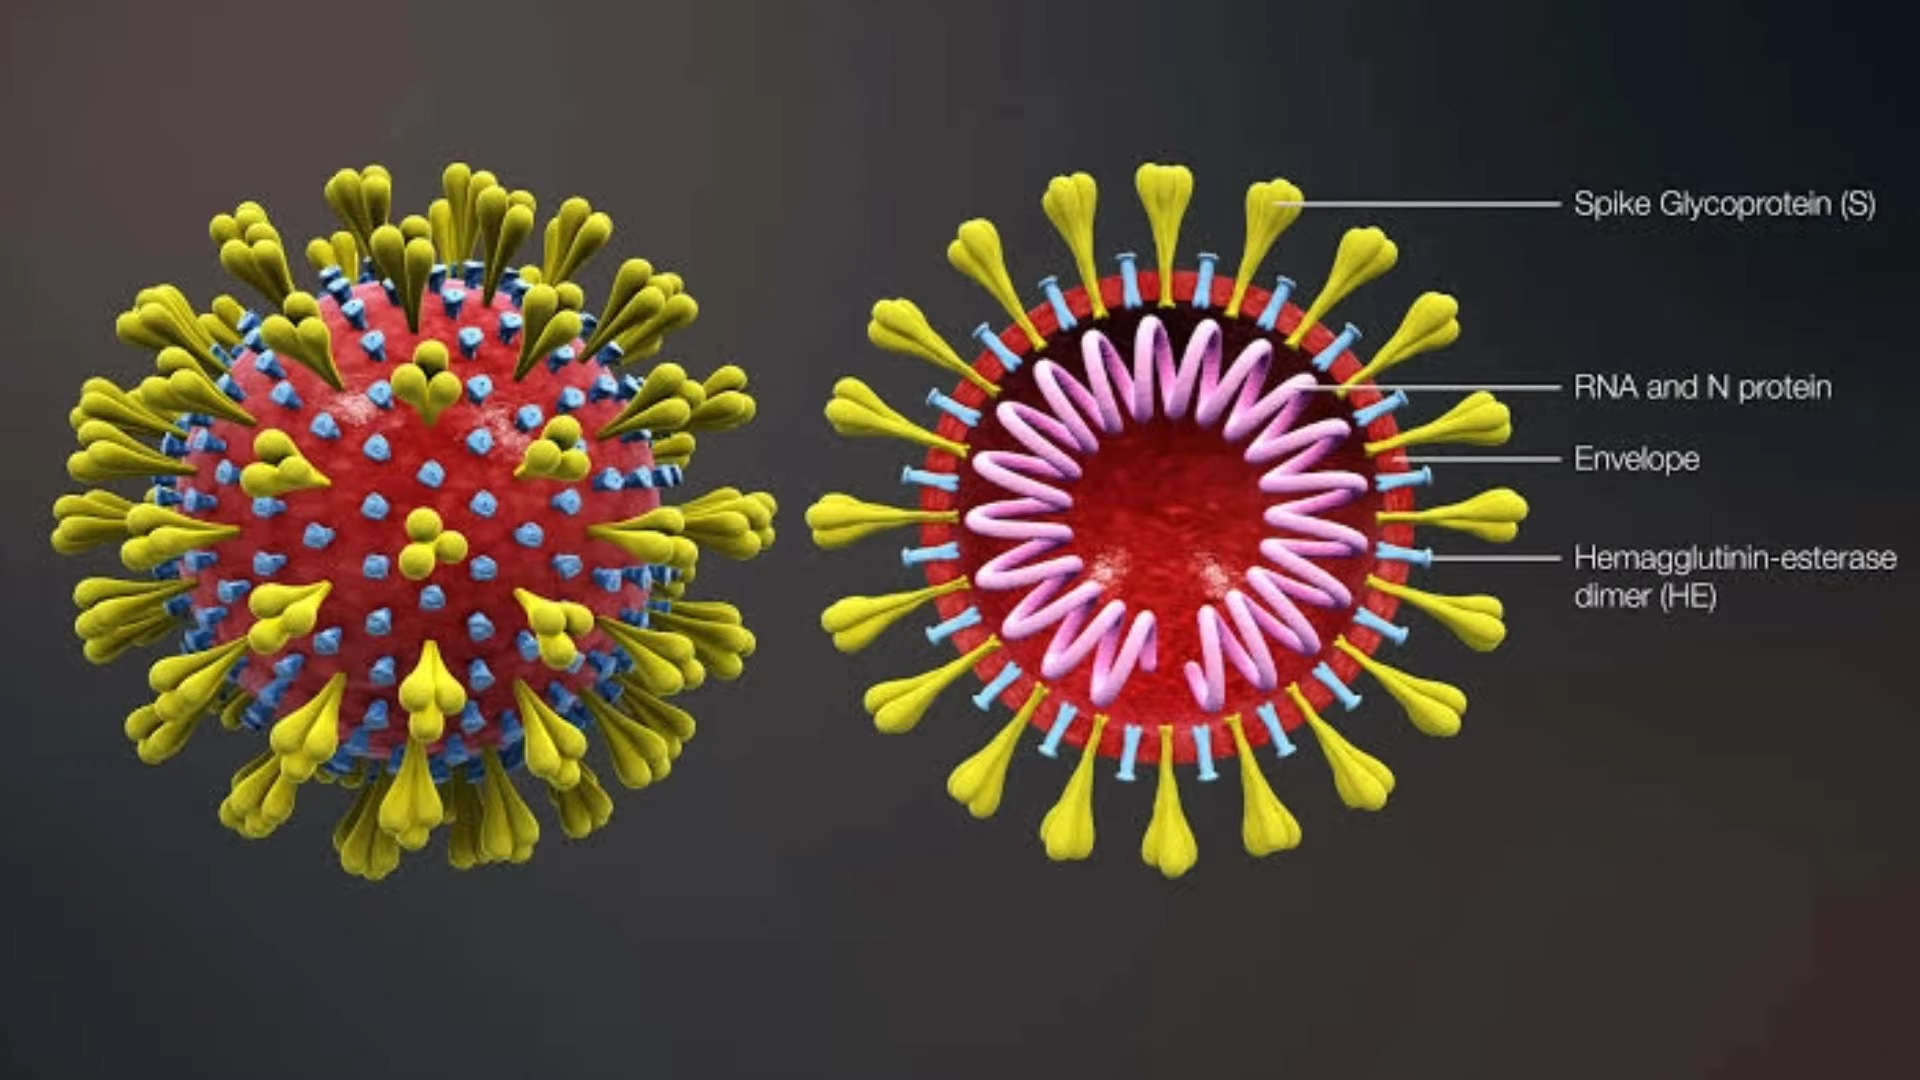 Spike Glycoprotein (S)
RNA and N protein
Envelope
Hemagglutinin-esterase
dimer (HE)